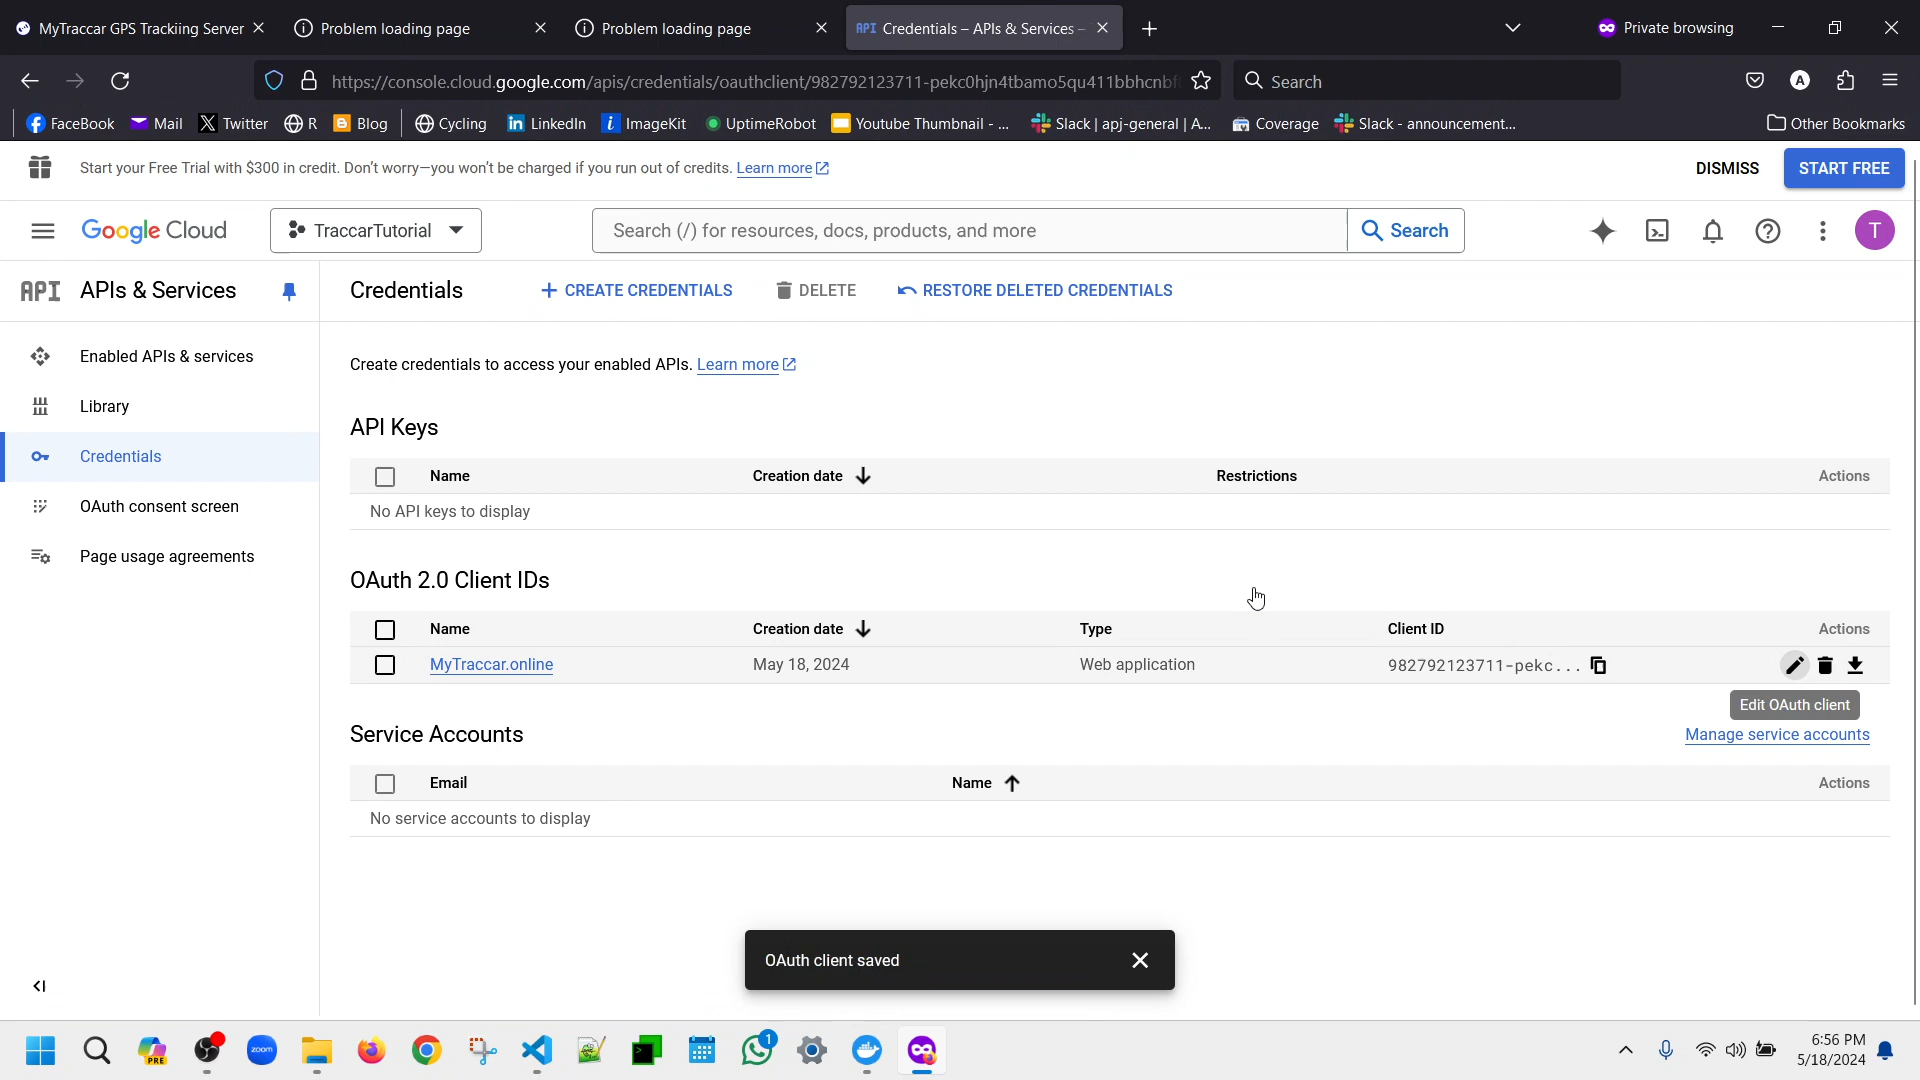 MyTraccar GPS Trackiing Server
Problem loading page
Problem loading page
API Credentials – APIs & Services –
Private browsing
https://console.cloud.google.com/apis/credentials/oauthclient/982792123711-pekc0hjn4tbamo5qu411bbhcnbf
Search
A
FaceBook
Mail
Twitter
R
Blog
Cycling
LinkedIn
ImageKit
UptimeRobot
Youtube Thumbnail - ...
Slack | apj-general | A...
Coverage
Slack - announcement...
Other Bookmarks
Start your Free Trial with $300 in credit. Don't worry—you won't be charged if you run out of credits. Learn more
DISMISS
START FREE
Google Cloud
TraccarTutorial
Search (/) for resources, docs, products, and more
Search
T
API APIs & Services
Credentials
+ CREATE CREDENTIALS
DELETE
RESTORE DELETED CREDENTIALS
Enabled APIs & services
Library
Credentials
OAuth consent screen
Page usage agreements
Create credentials to access your enabled APIs. Learn more
API Keys
Name Creation date Restrictions Actions
No API keys to display
OAuth 2.0 Client IDs
Name Creation date Type Client ID Actions
MyTraccar.online May 18, 2024 Web application 982792123711-pekc...
Edit OAuth client
Service Accounts
Manage service accounts
Email Name Actions
No service accounts to display
OAuth client saved
PRE
zoom
1
6:56 PM
5/18/2024